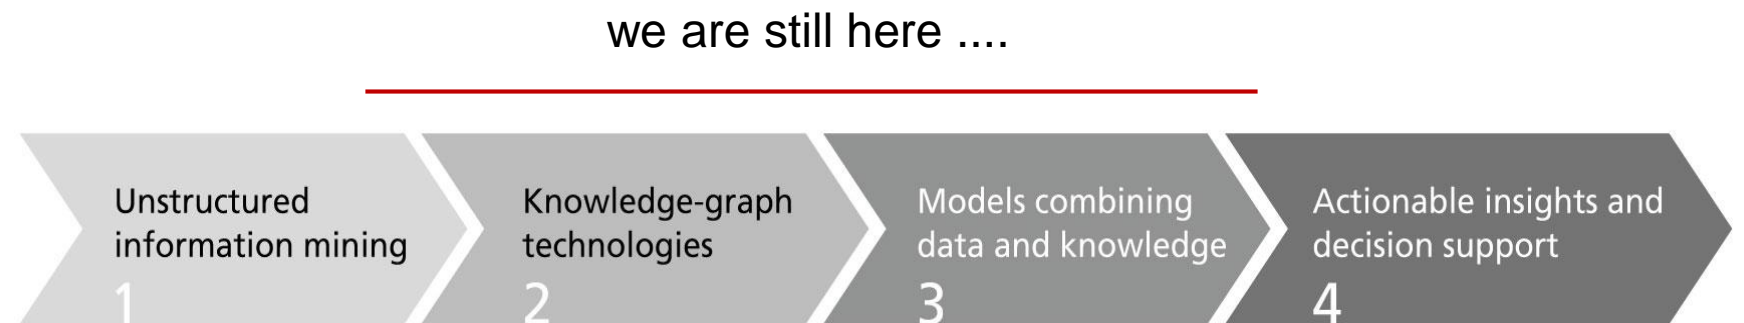 we are still here ....
Unstructured
information mining
1
Knowledge-graph
technologies
2
Models combining
data and knowledge
3
Actionable insights and
decision support
4